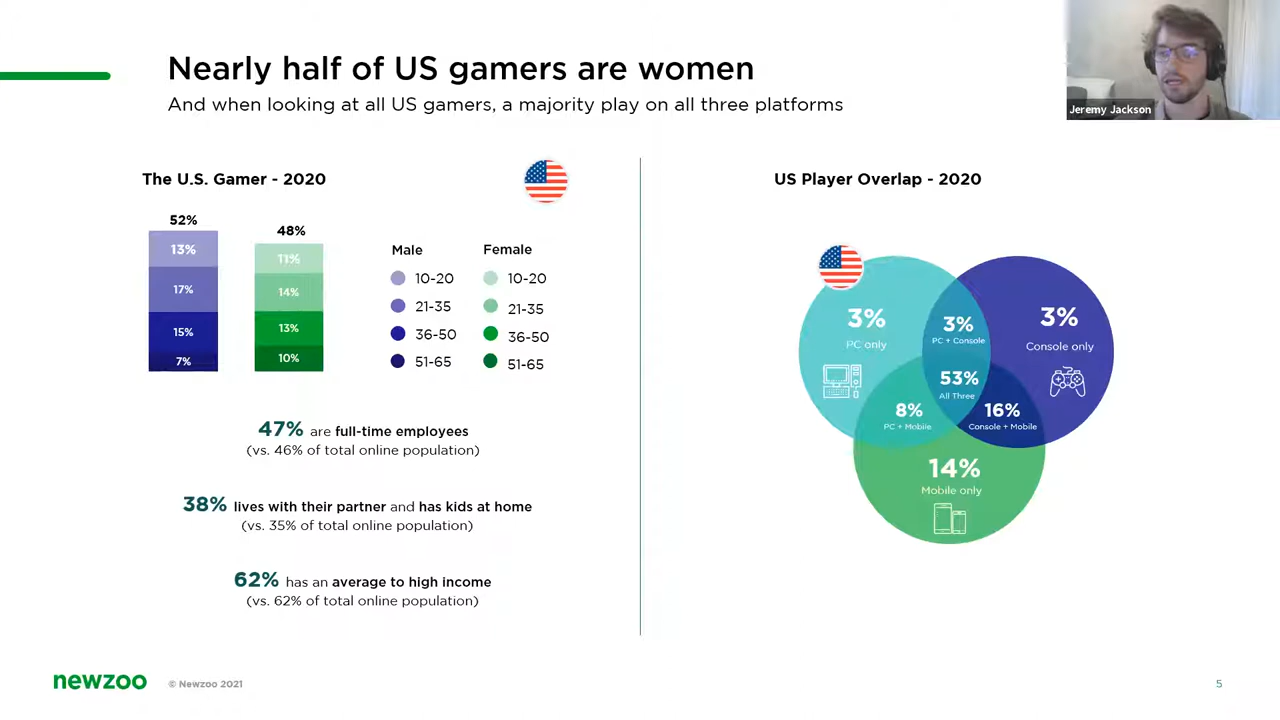 Nearly half of US gamers are women
And when looking at all US gamers, a majority play on all three platforms
Jeremy Jackson
The U.S. Gamer - 2020
52%
13%
17%
15%
7%
48%
11%
14%
13%
10%
Male
10-20
21-35
36-50
51-65
Female
10-20
21-35
36-50
51-65
47% are full-time employees
(vs. 46% of total online population)
38% lives with their partner and has kids at home
(vs. 35% of total online population)
62% has an average to high income
(vs. 62% of total online population)
US Player Overlap - 2020
3%
PC only
3%
PC + Console
3%
Console only
53%
All Three
8%
PC + Mobile
16%
Console + Mobile
14%
Mobile only
newzoo
© Newzoo 2021
5